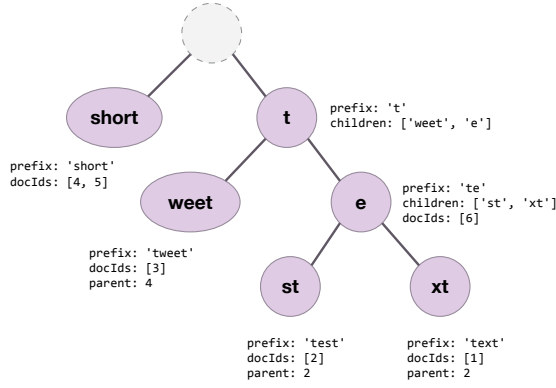 short
t
prefix: 't'
children: ['weet', 'e']
prefix: 'short'
docIds: [4, 5]
weet
e
prefix: 'te'
children: ['st', 'xt']
docIds: [6]
prefix: 'tweet'
docIds: [3]
parent: 4
st
xt
prefix: 'test'
docIds: [2]
parent: 2
prefix: 'text'
docIds: [1]
parent: 2